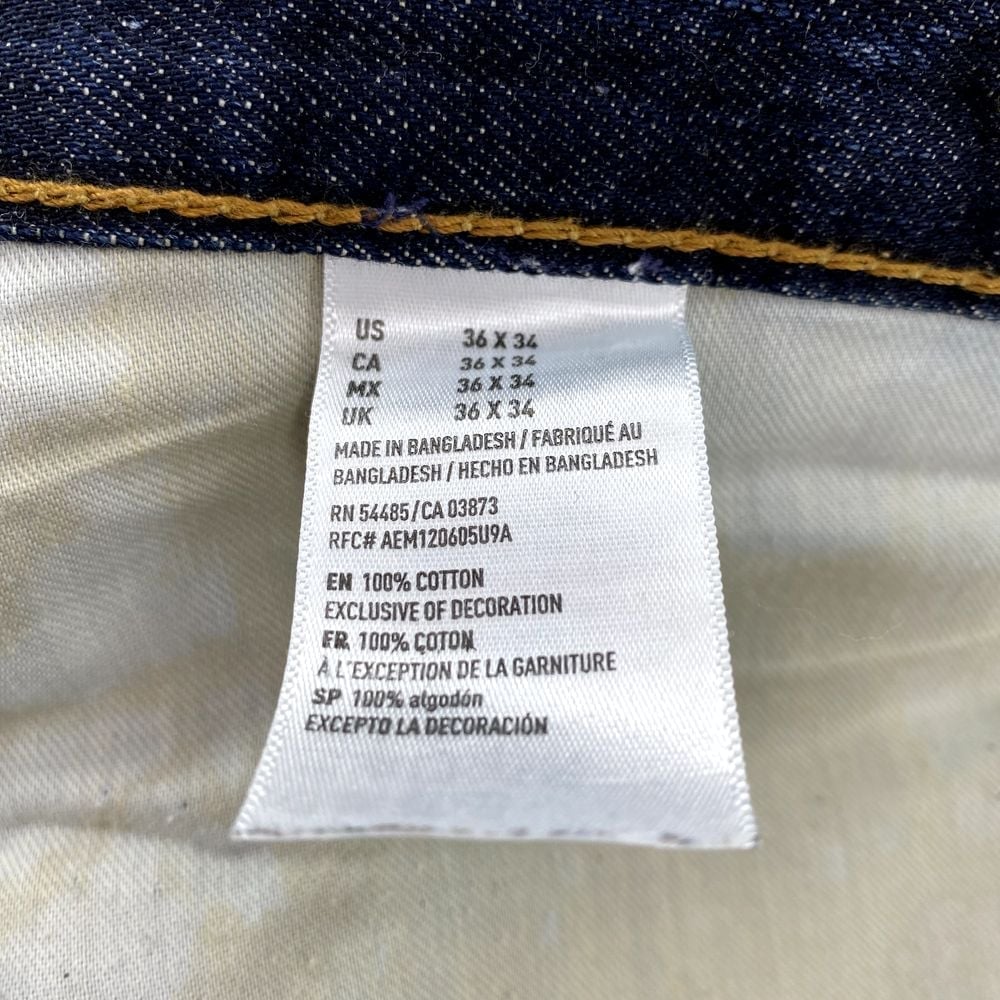 US 36 X 34
CA 36 X 34
MX 36 X 34
UK 36 X 34
MADE IN BANGLADESH / FABRIQUÉ AU
BANGLADESH / HECHO EN BANGLADESH
RN 54485/CA 03873
RFC# AEM120605U9A
EN 100% COTTON
EXCLUSIVE OF DECORATION
FR 100% COTON
À L'EXCEPTION DE LA GARNITURE
SP 100% algodón
EXCEPTO LA DECORACIÓN